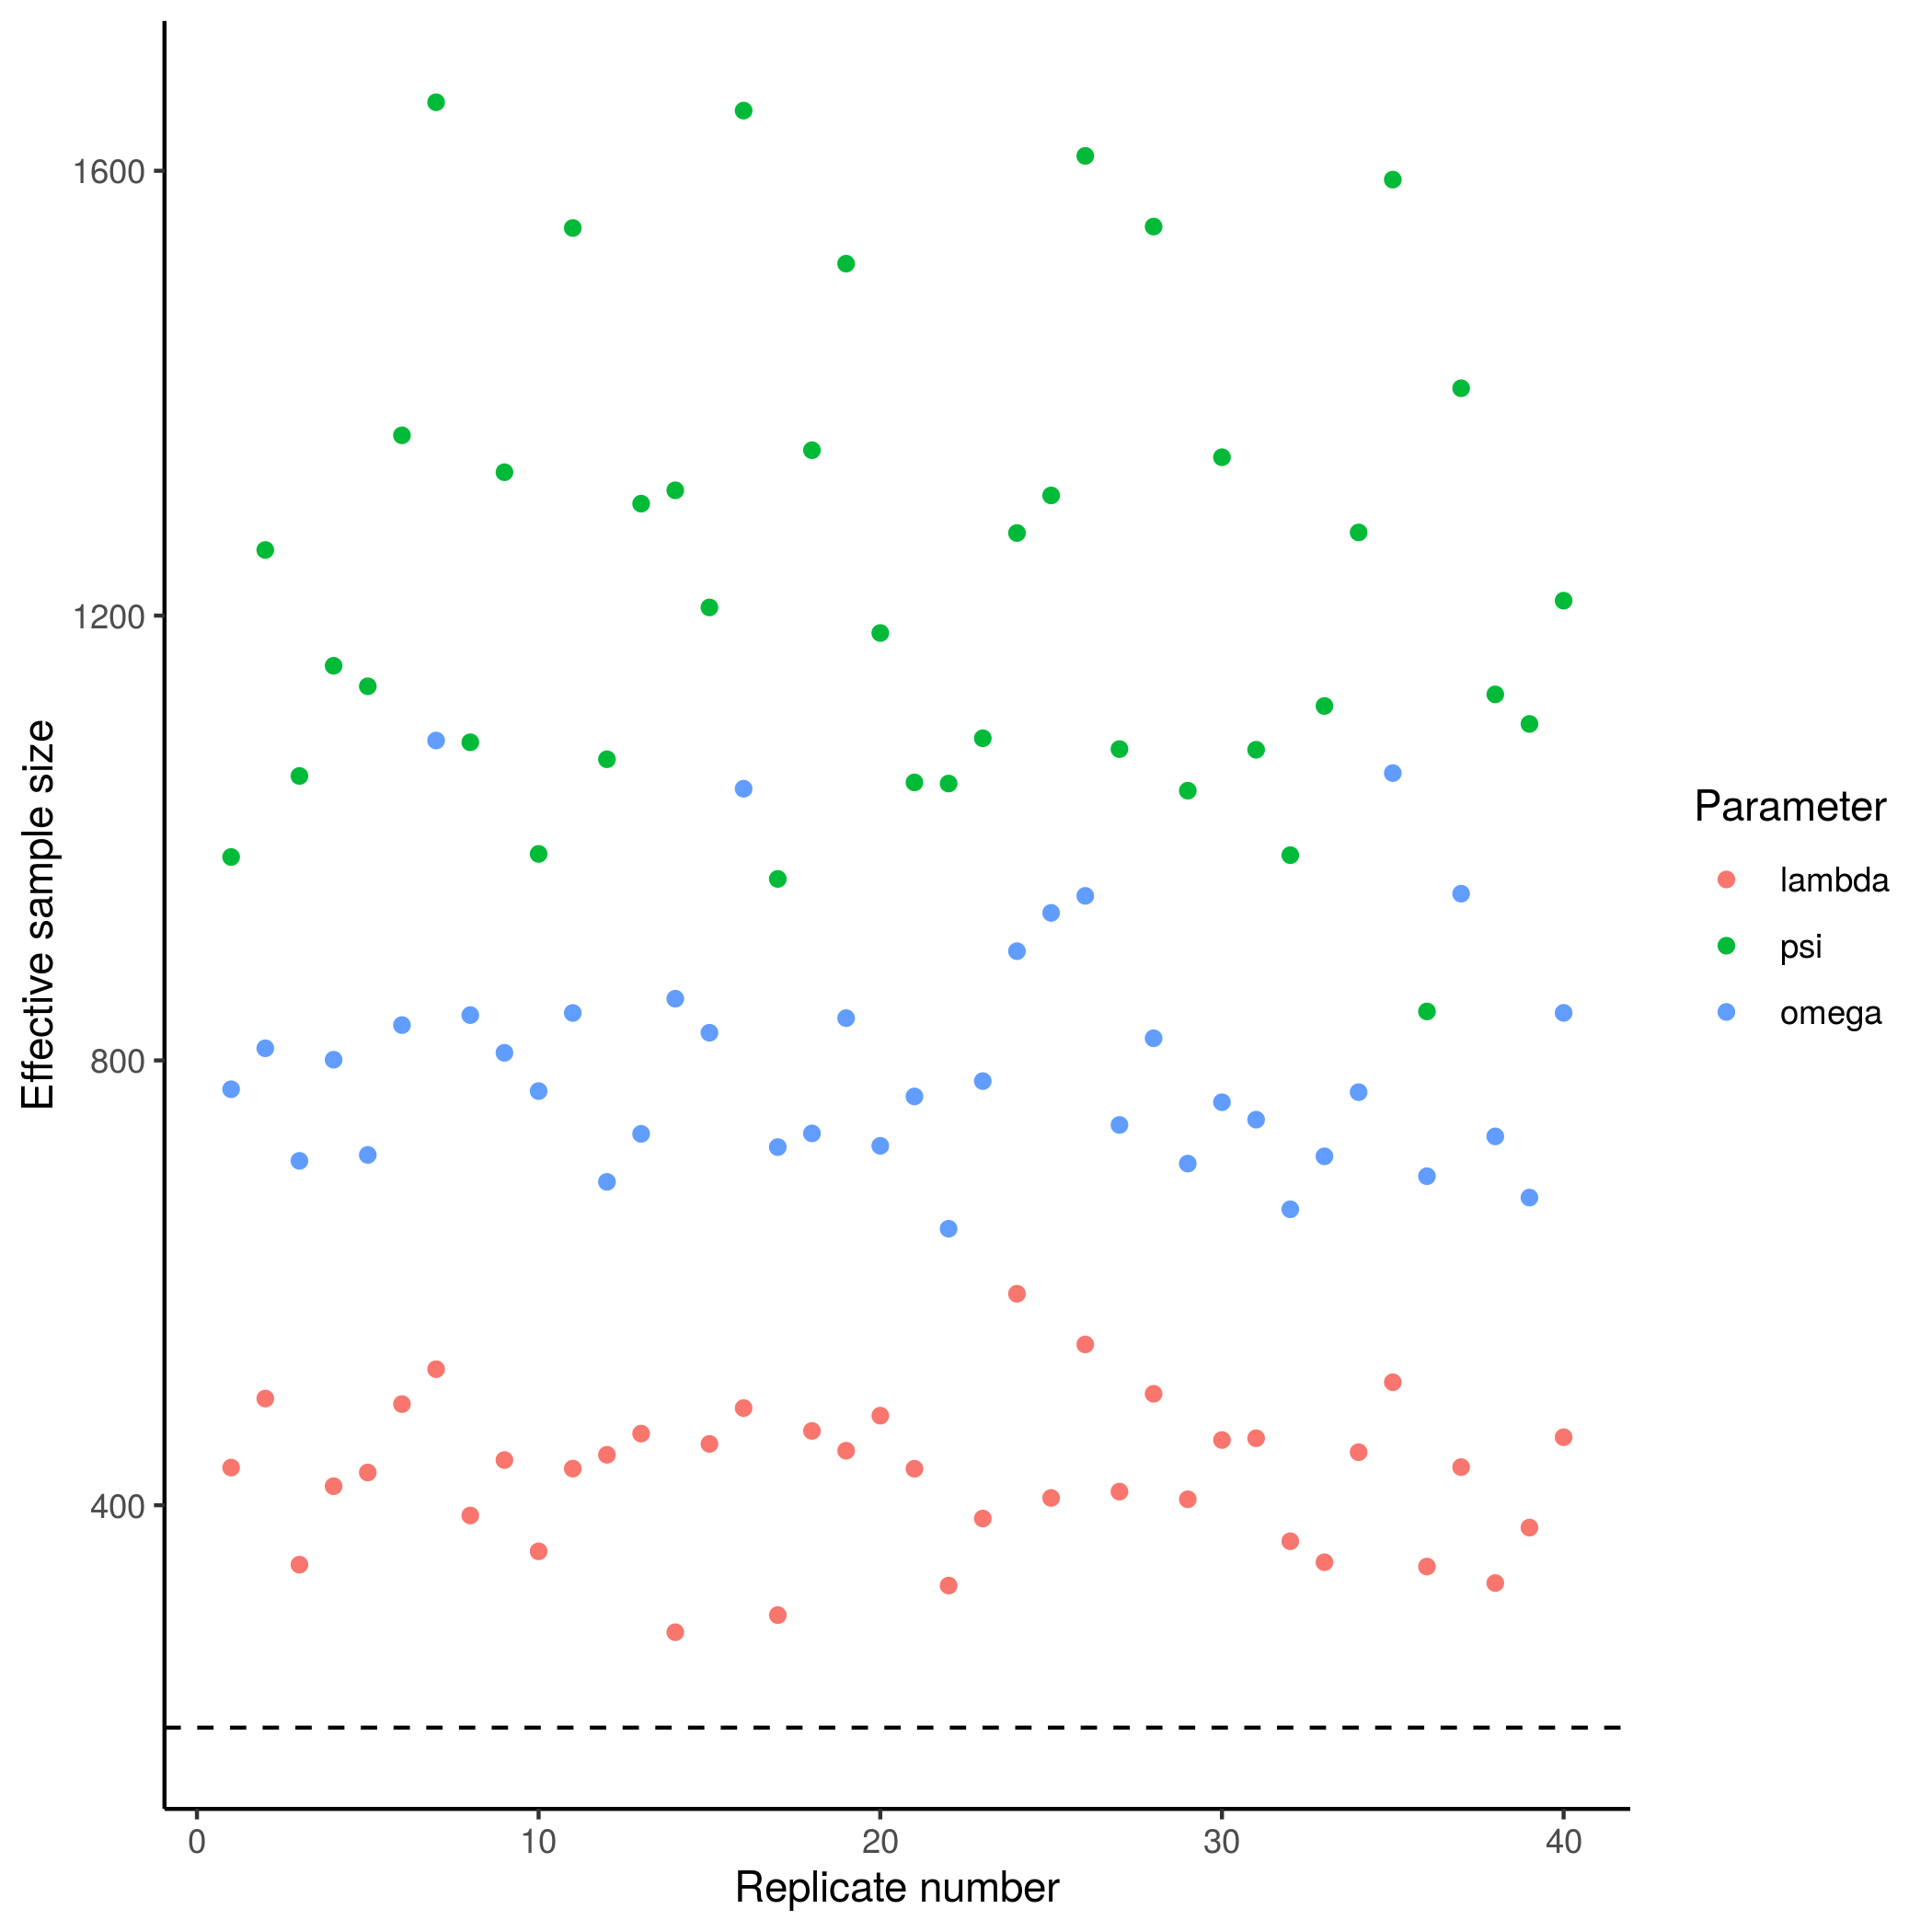 Effective sample size
1600
1200
800
400
0 10 20 30 40
Replicate number
Parameter
lambda
psi
omega